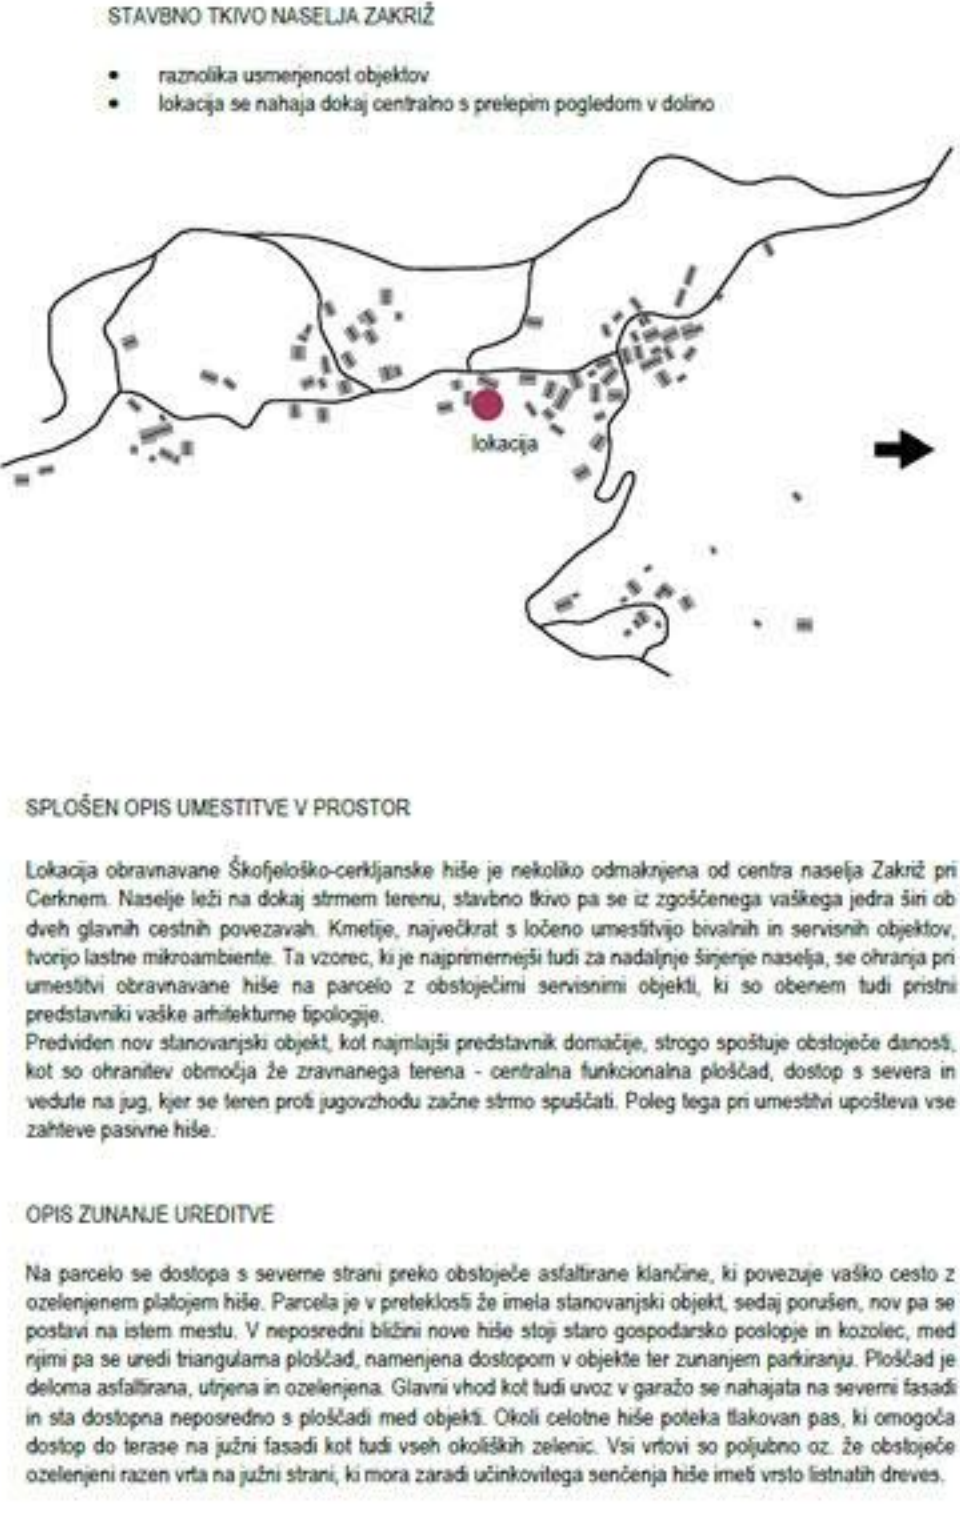 STAVBNO TKIVO NASELJA ZAKRIŽ
• raznolika usmerjenost objektov
• lokacija se nahaja dokaj centralno s prelepim pogledom v dolino
lokacija
SPLOŠEN OPIS UMESTITVE V PROSTOR
Lokacija obravnavane Škofjeloško-cerkljanske hiše je nekoliko odmaknjena od centra naselja Zakriž pri
Cerknem. Naselje leži na dokaj strmem terenu, stavbno tkivo pa se iz zgoščenega vaškega jedra širi ob
dveh glavnih cestnih povezavah. Kmetije, največkrat s ločeno umestitvijo bivalnih in servisnih objektov,
tvorijo lastne mikroambiente. Ta vzorec, ki je najprimernejši tudi za nadaljnje širjenje naselja, se ohranja pri
umestitvi obravnavane hiše na parcelo z obstoječimi servisnimi objekti, ki so obenem tudi pristni
predstavniki vaške arhitekturne tipologije.
Predviden nov stanovanjski objekt, kot najmlajši predstavnik domačije, strogo spoštuje obstoječe danosti,
kot so ohranitev območja že zravnanega terena - centralna funkcionalna ploščad, dostop s severa in
vedute na jug, kjer se teren proti jugovzhodu začne strmo spuščati. Poleg tega pri umestitvi upošteva vse
zahteve pasivne hiše.
OPIS ZUNANJE UREDITVE
Na parcelo se dostopa s severne strani preko obstoječe asfaltirane klančine, ki povezuje vaško cesto z
ozelenjenem platojem hiše. Parcela je v preteklosti že imela stanovanjski objekt, sedaj porušen, nov pa se
postavi na istem mestu. V neposredni bližini nove hiše stoji staro gospodarsko poslopje in kozolec, med
njimi pa se uredi triangularna ploščad, namenjena dostopom v objekte ter zunanjem parkiranju. Ploščad je
deloma asfaltirana, utrjena in ozelenjena. Glavni vhod kot tudi uvoz v garažo se nahajata na severni fasadi
in sta dostopna neposredno s ploščadi med objekti. Okoli celotne hiše poteka tlakovan pas, ki omogoča
dostop do terase na južni fasadi kot tudi vseh okoliških zelenic. Vsi vrtovi so poljubno oz. že obstoječe
ozelenjeni razen vrta na južni strani, ki mora zaradi učinkovitega senčenja hiše imeti vrsto listnatih dreves.